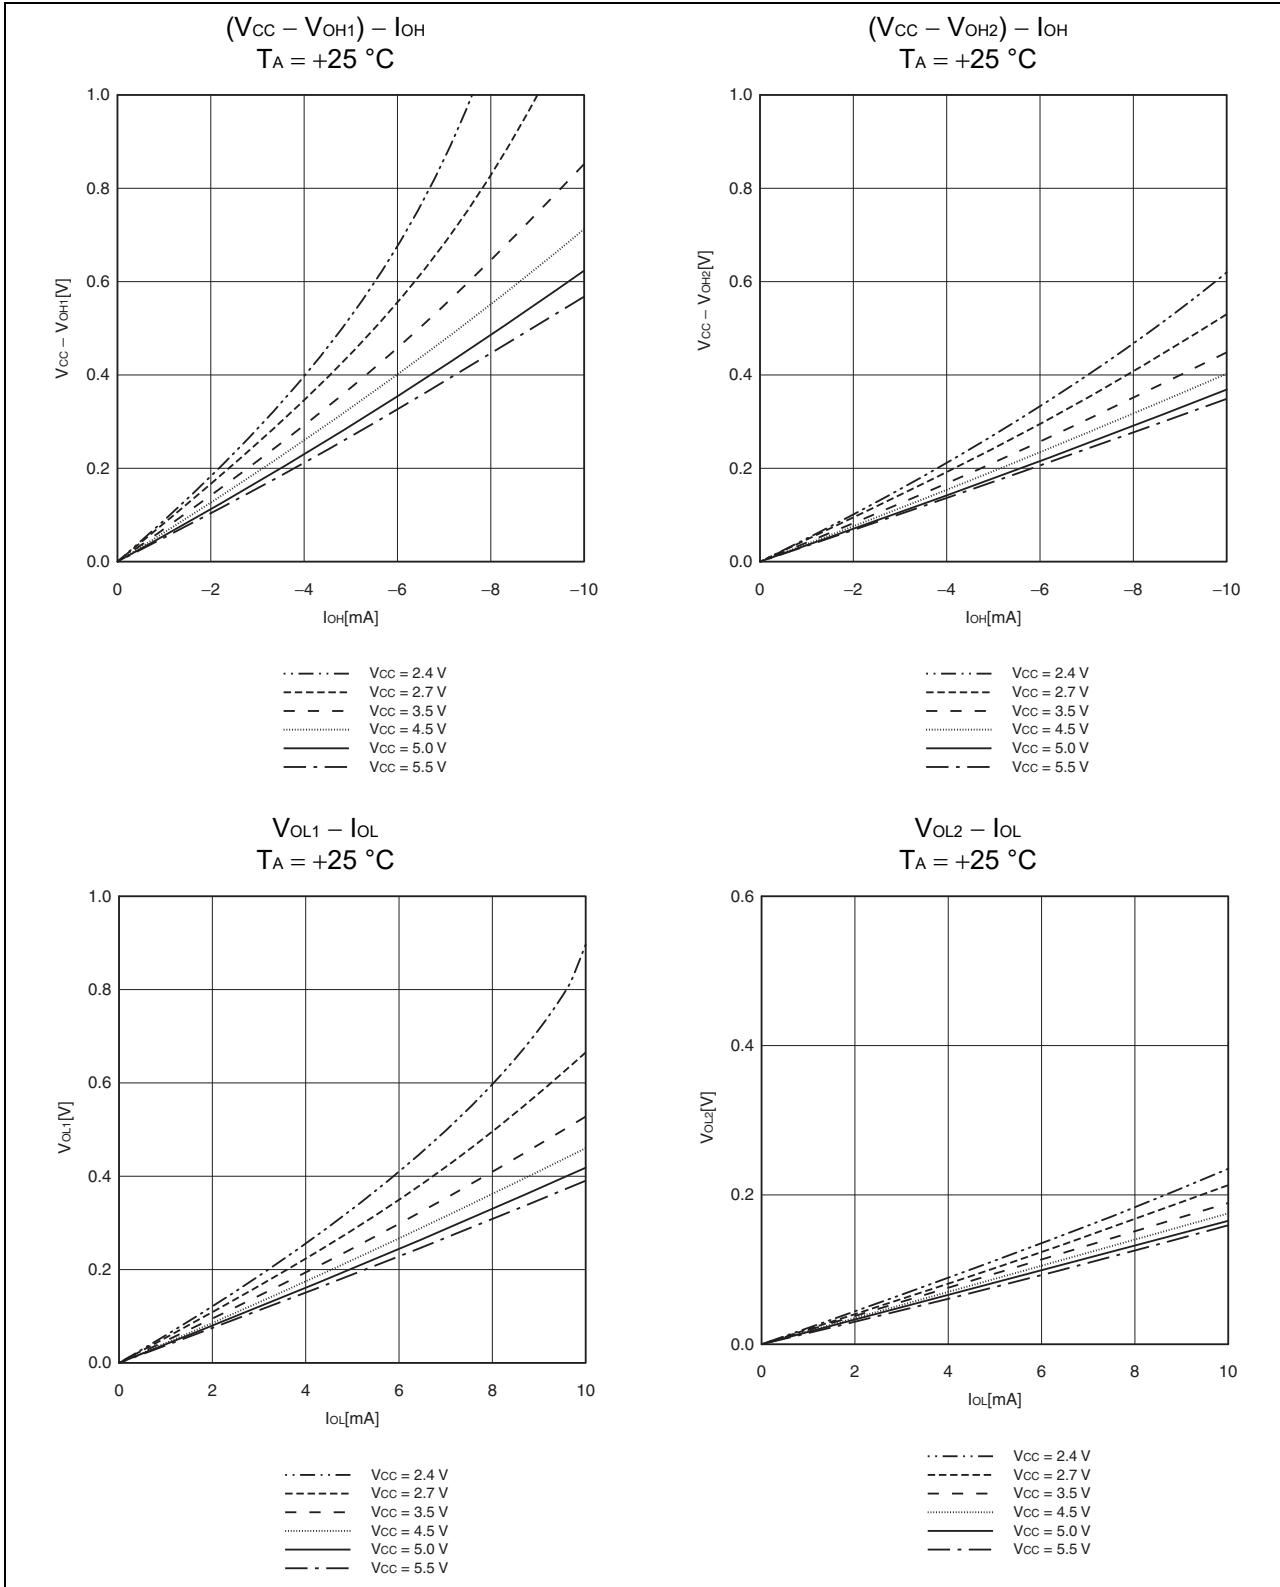 (VCC − VOH1) − IOH
TA = +25 °C
1.0
0.8
0.6
0.4
0.2
0.0
VCC − VOH1[V]
0 −2 −4 −6 −8 −10
IOH[mA]
VCC = 2.4 V
VCC = 2.7 V
VCC = 3.5 V
VCC = 4.5 V
VCC = 5.0 V
VCC = 5.5 V
(VCC − VOH2) − IOH
TA = +25 °C
1.0
0.8
0.6
0.4
0.2
0.0
VCC − VOH2[V]
0 −2 −4 −6 −8 −10
IOH[mA]
VCC = 2.4 V
VCC = 2.7 V
VCC = 3.5 V
VCC = 4.5 V
VCC = 5.0 V
VCC = 5.5 V
VOL1 − IOL
TA = +25 °C
1.0
0.8
0.6
0.4
0.2
0.0
VOL1[V]
0 2 4 6 8 10
IOL[mA]
VCC = 2.4 V
VCC = 2.7 V
VCC = 3.5 V
VCC = 4.5 V
VCC = 5.0 V
VCC = 5.5 V
VOL2 − IOL
TA = +25 °C
0.6
0.4
0.2
0.0
VOL2[V]
0 2 4 6 8 10
IOL[mA]
VCC = 2.4 V
VCC = 2.7 V
VCC = 3.5 V
VCC = 4.5 V
VCC = 5.0 V
VCC = 5.5 V